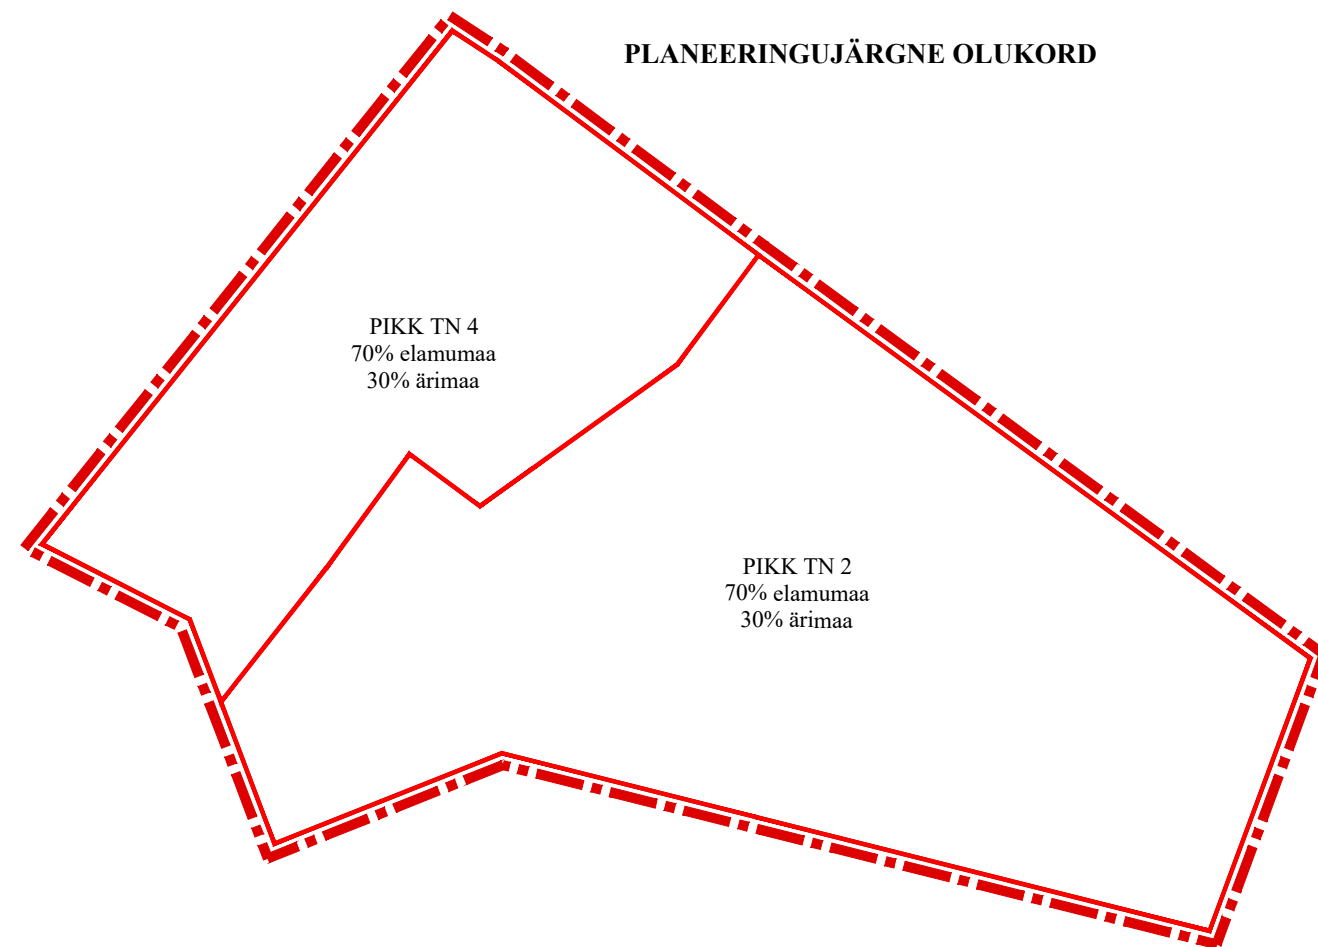 PLANEERINGUJÄRGNE OLUKORD
PIKK TN 4
70% elamumaa
30% ärimaa
PIKK TN 2
70% elamumaa
30% ärimaa